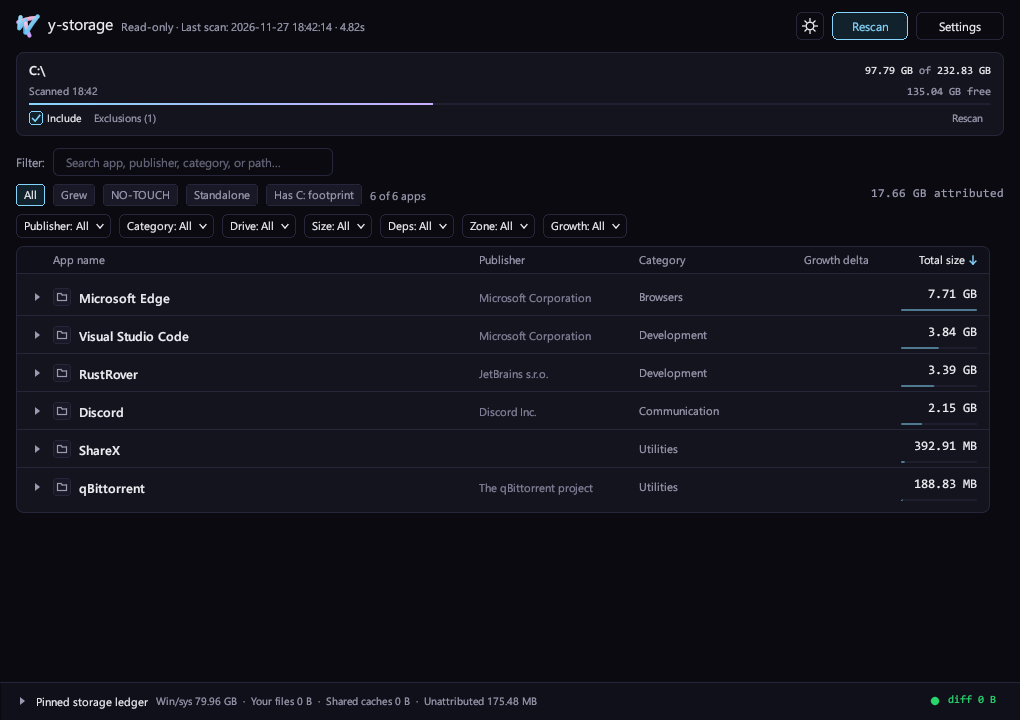 y-storage Read-only · Last scan: 2026-11-27 18:42:14 · 4.82s Rescan Settings
C:\ 97.79 GB of 232.83 GB
Scanned 18:42 135.04 GB free
Include Exclusions (1) Rescan
Filter: Search app, publisher, category, or path...
All Grew NO-TOUCH Standalone Has C: footprint 6 of 6 apps 17.66 GB attributed
Publisher: All Category: All Drive: All Size: All Deps: All Zone: All Growth: All
App name Publisher Category Growth delta Total size ↓
Microsoft Edge Microsoft Corporation Browsers 7.71 GB
Visual Studio Code Microsoft Corporation Development 3.84 GB
RustRover JetBrains s.r.o. Development 3.39 GB
Discord Discord Inc. Communication 2.15 GB
ShareX Utilities 392.91 MB
qBittorrent The qBittorrent project Utilities 188.83 MB
Pinned storage ledger Win/sys 79.96 GB · Your files 0 B · Shared caches 0 B · Unattributed 175.48 MB diff 0 B